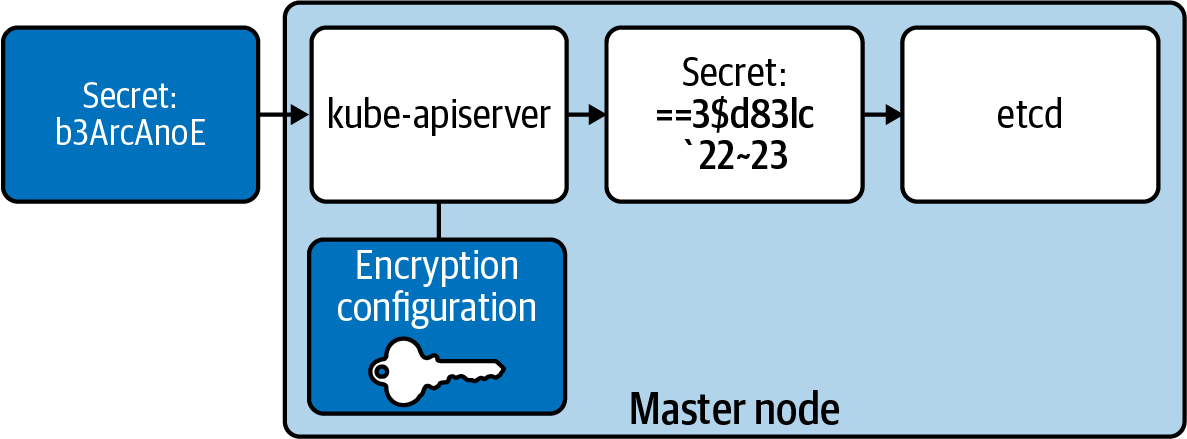 Secret:
b3ArcAnoE
kube-apiserver
Secret:
==3$d83lc
`22~23
etcd
Encryption
configuration
Master node